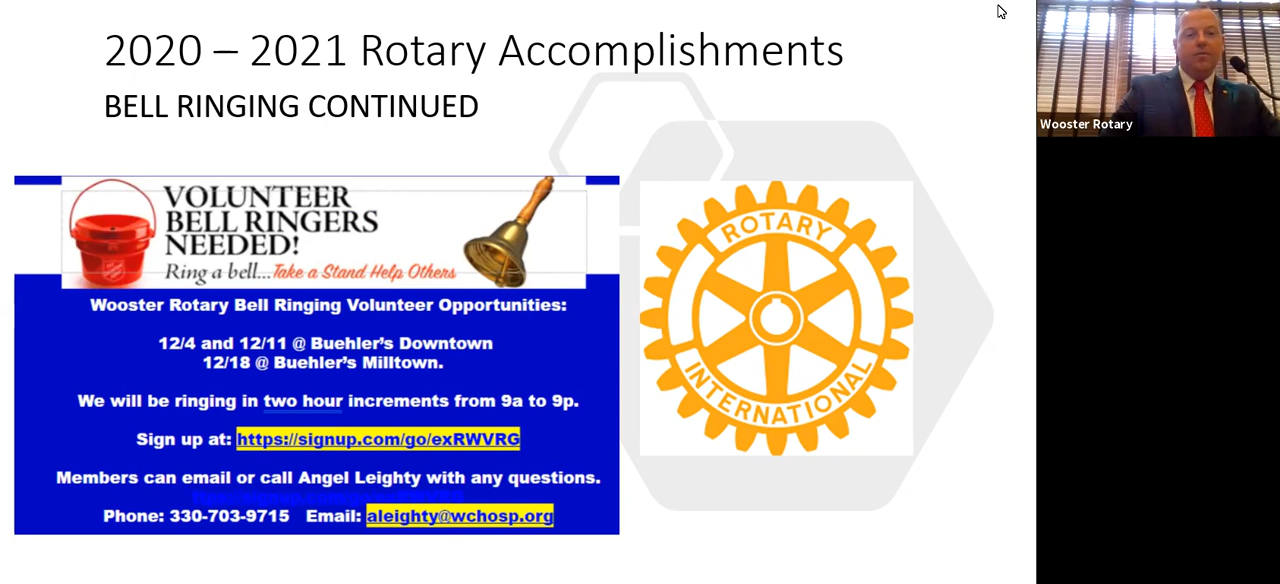 2020 – 2021 Rotary Accomplishments
BELL RINGING CONTINUED
VOLUNTEER
BELL RINGERS
NEEDED!
Ring a bell...Take a Stand Help Others
Wooster Rotary Bell Ringing Volunteer Opportunities:
12/4 and 12/11 @ Buehler's Downtown
12/18 @ Buehler's Milltown.
We will be ringing in two hour increments from 9a to 9p.
Sign up at: https://signup.com/go/exRWVRG
Members can email or call Angel Leighty with any questions.
Phone: 330-703-9715 Email: aleighty@wchosp.org
ROTARY
INTERNATIONAL
Wooster Rotary